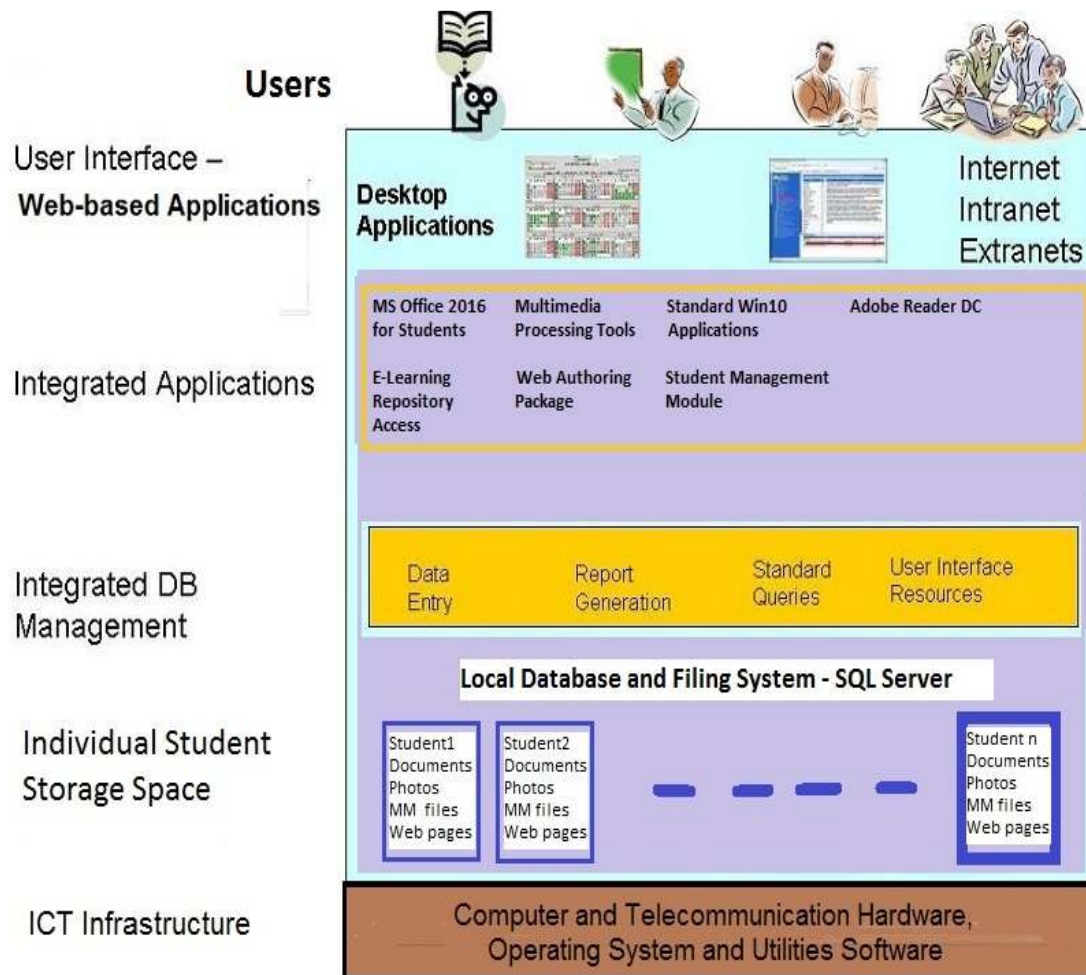 Users
User Interface –
Web-based Applications
Desktop
Applications
Internet
Intranet
Extranets
Integrated Applications
MS Office 2016
for Students
Multimedia
Processing Tools
Standard Win10
Applications
Adobe Reader DC
E-Learning
Repository
Access
Web Authoring
Package
Student Management
Module
Integrated DB
Management
Data
Entry
Report
Generation
Standard
Queries
User Interface
Resources
Local Database and Filing System - SQL Server
Individual Student
Storage Space
Student1
Documents
Photos
MM files
Web pages
Student2
Documents
Photos
MM files
Web pages
Student n
Documents
Photos
MM files
Web pages
ICT Infrastructure
Computer and Telecommunication Hardware,
Operating System and Utilities Software